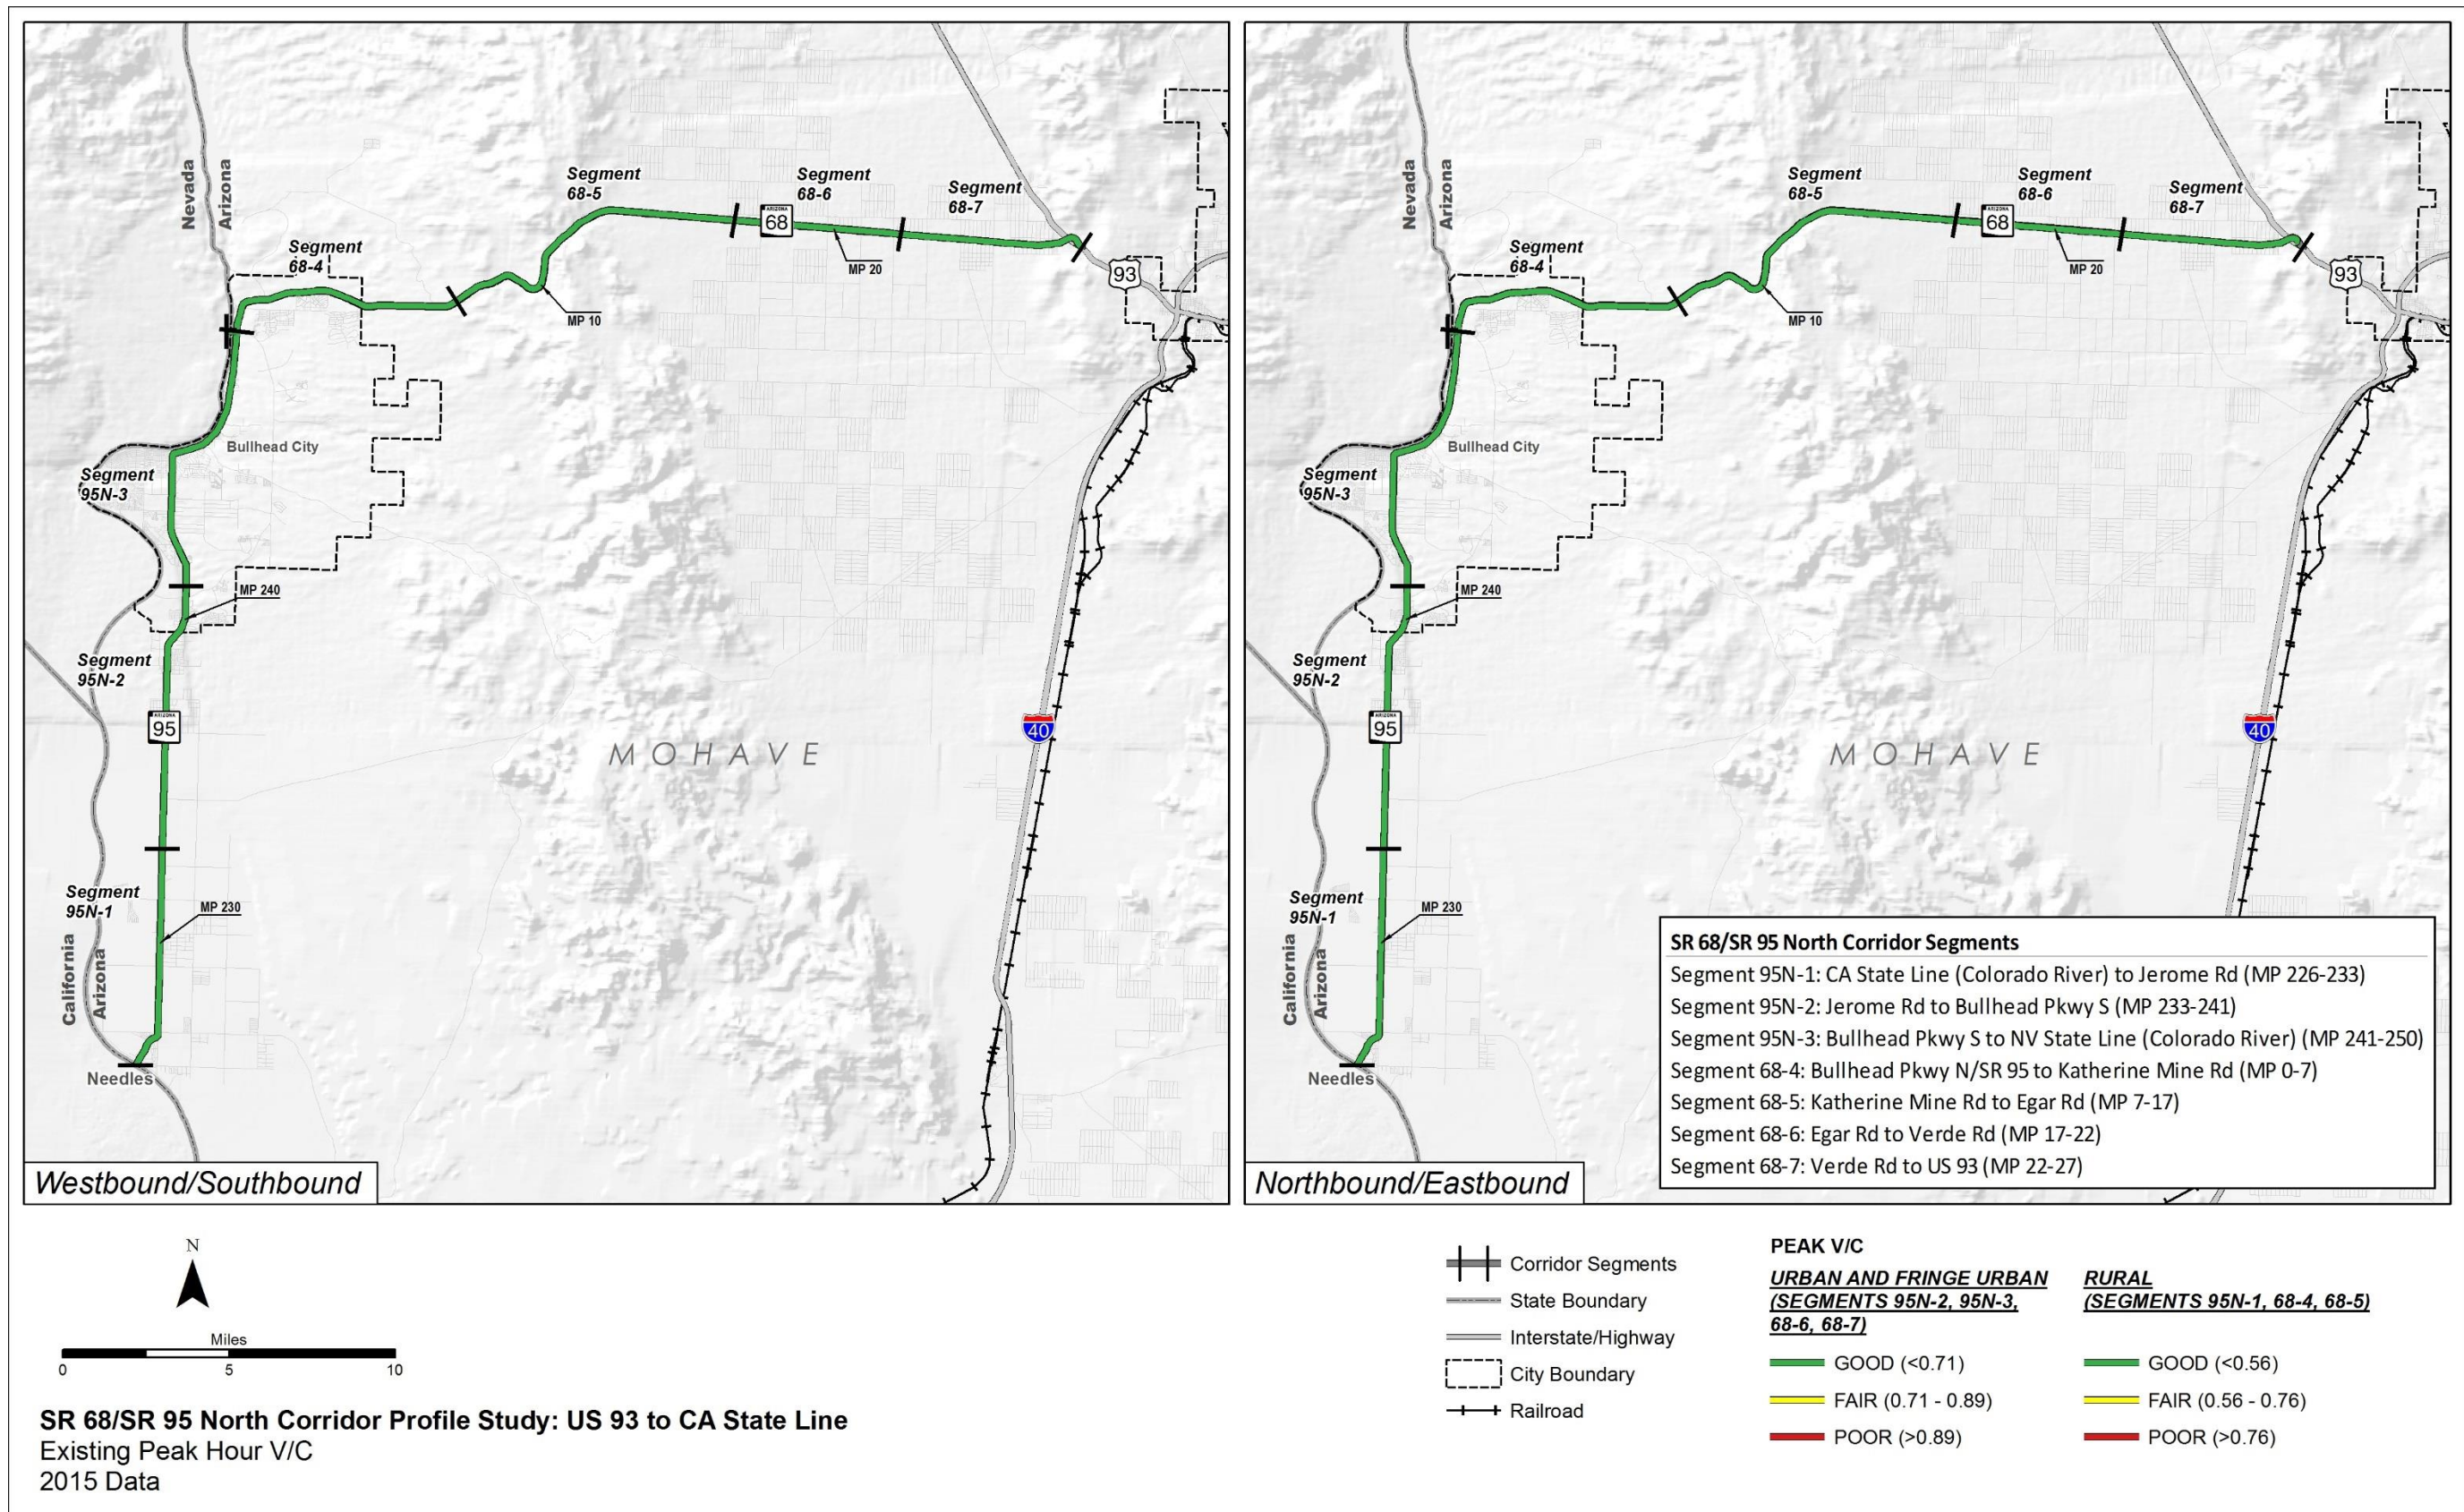 Nevada
Arizona
Segment
68-4
Segment
68-5
Segment
68-6
Segment
68-7
ARIZONA
68
MP 20
93
MP 10
Bullhead City
Segment
95N-3
MP 240
Segment
95N-2
ARIZONA
95
MOHAVE
40
Segment
95N-1
MP 230
California
Arizona
Needles
Westbound/Southbound
Nevada
Arizona
Segment
68-4
Segment
68-5
Segment
68-6
Segment
68-7
ARIZONA
68
MP 20
93
MP 10
Bullhead City
Segment
95N-3
MP 240
Segment
95N-2
ARIZONA
95
MOHAVE
40
Segment
95N-1
MP 230
California
Arizona
Needles
Northbound/Eastbound
SR 68/SR 95 North Corridor Segments
Segment 95N-1: CA State Line (Colorado River) to Jerome Rd (MP 226-233)
Segment 95N-2: Jerome Rd to Bullhead Pkwy S (MP 233-241)
Segment 95N-3: Bullhead Pkwy S to NV State Line (Colorado River) (MP 241-250)
Segment 68-4: Bullhead Pkwy N/SR 95 to Katherine Mine Rd (MP 0-7)
Segment 68-5: Katherine Mine Rd to Egar Rd (MP 7-17)
Segment 68-6: Egar Rd to Verde Rd (MP 17-22)
Segment 68-7: Verde Rd to US 93 (MP 22-27)
N
Miles
0 5 10
SR 68/SR 95 North Corridor Profile Study: US 93 to CA State Line
Existing Peak Hour V/C
2015 Data
Corridor Segments
State Boundary
Interstate/Highway
City Boundary
Railroad
PEAK V/C
URBAN AND FRINGE URBAN
(SEGMENTS 95N-2, 95N-3,
68-6, 68-7)
GOOD (<0.71)
FAIR (0.71 - 0.89)
POOR (>0.89)
RURAL
(SEGMENTS 95N-1, 68-4, 68-5)
GOOD (<0.56)
FAIR (0.56 - 0.76)
POOR (>0.76)